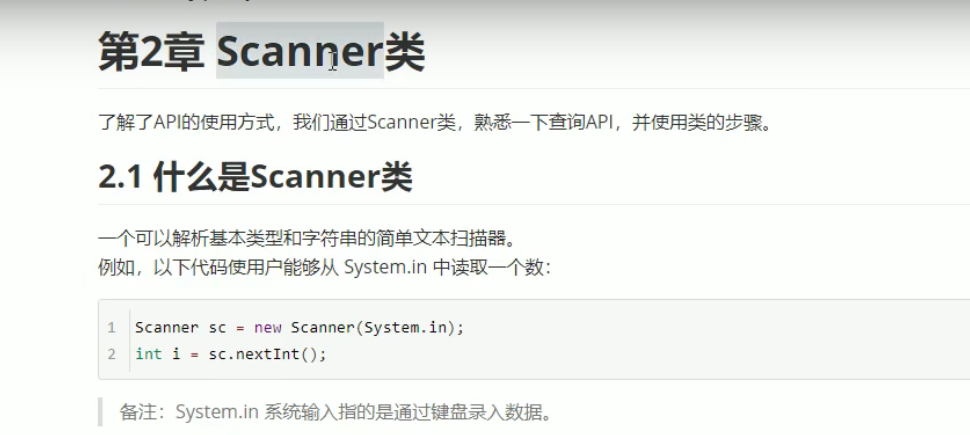 第2章 Scanner类
了解了API的使用方式，我们通过Scanner类，熟悉一下查询API，并使用类的步骤。
2.1 什么是Scanner类
一个可以解析基本类型和字符串的简单文本扫描器。
例如，以下代码使用户能够从 System.in 中读取一个数：
1 Scanner sc = new Scanner(System.in);
2 int i = sc.nextInt();
备注：System.in 系统输入指的是通过键盘录入数据。